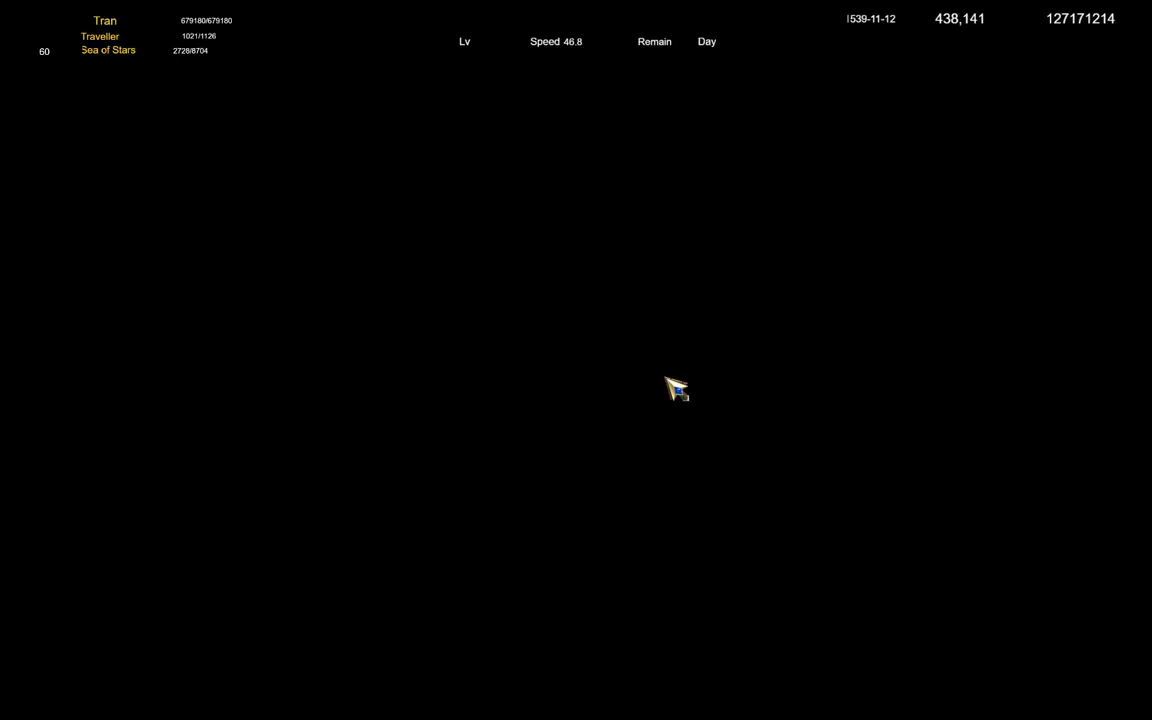 Tran 679180/679180
Traveller 1021/1126
60 Sea of Stars 2728/8704
Lv Speed 46.8 Remain Day
1539-11-12 438,141 127171214